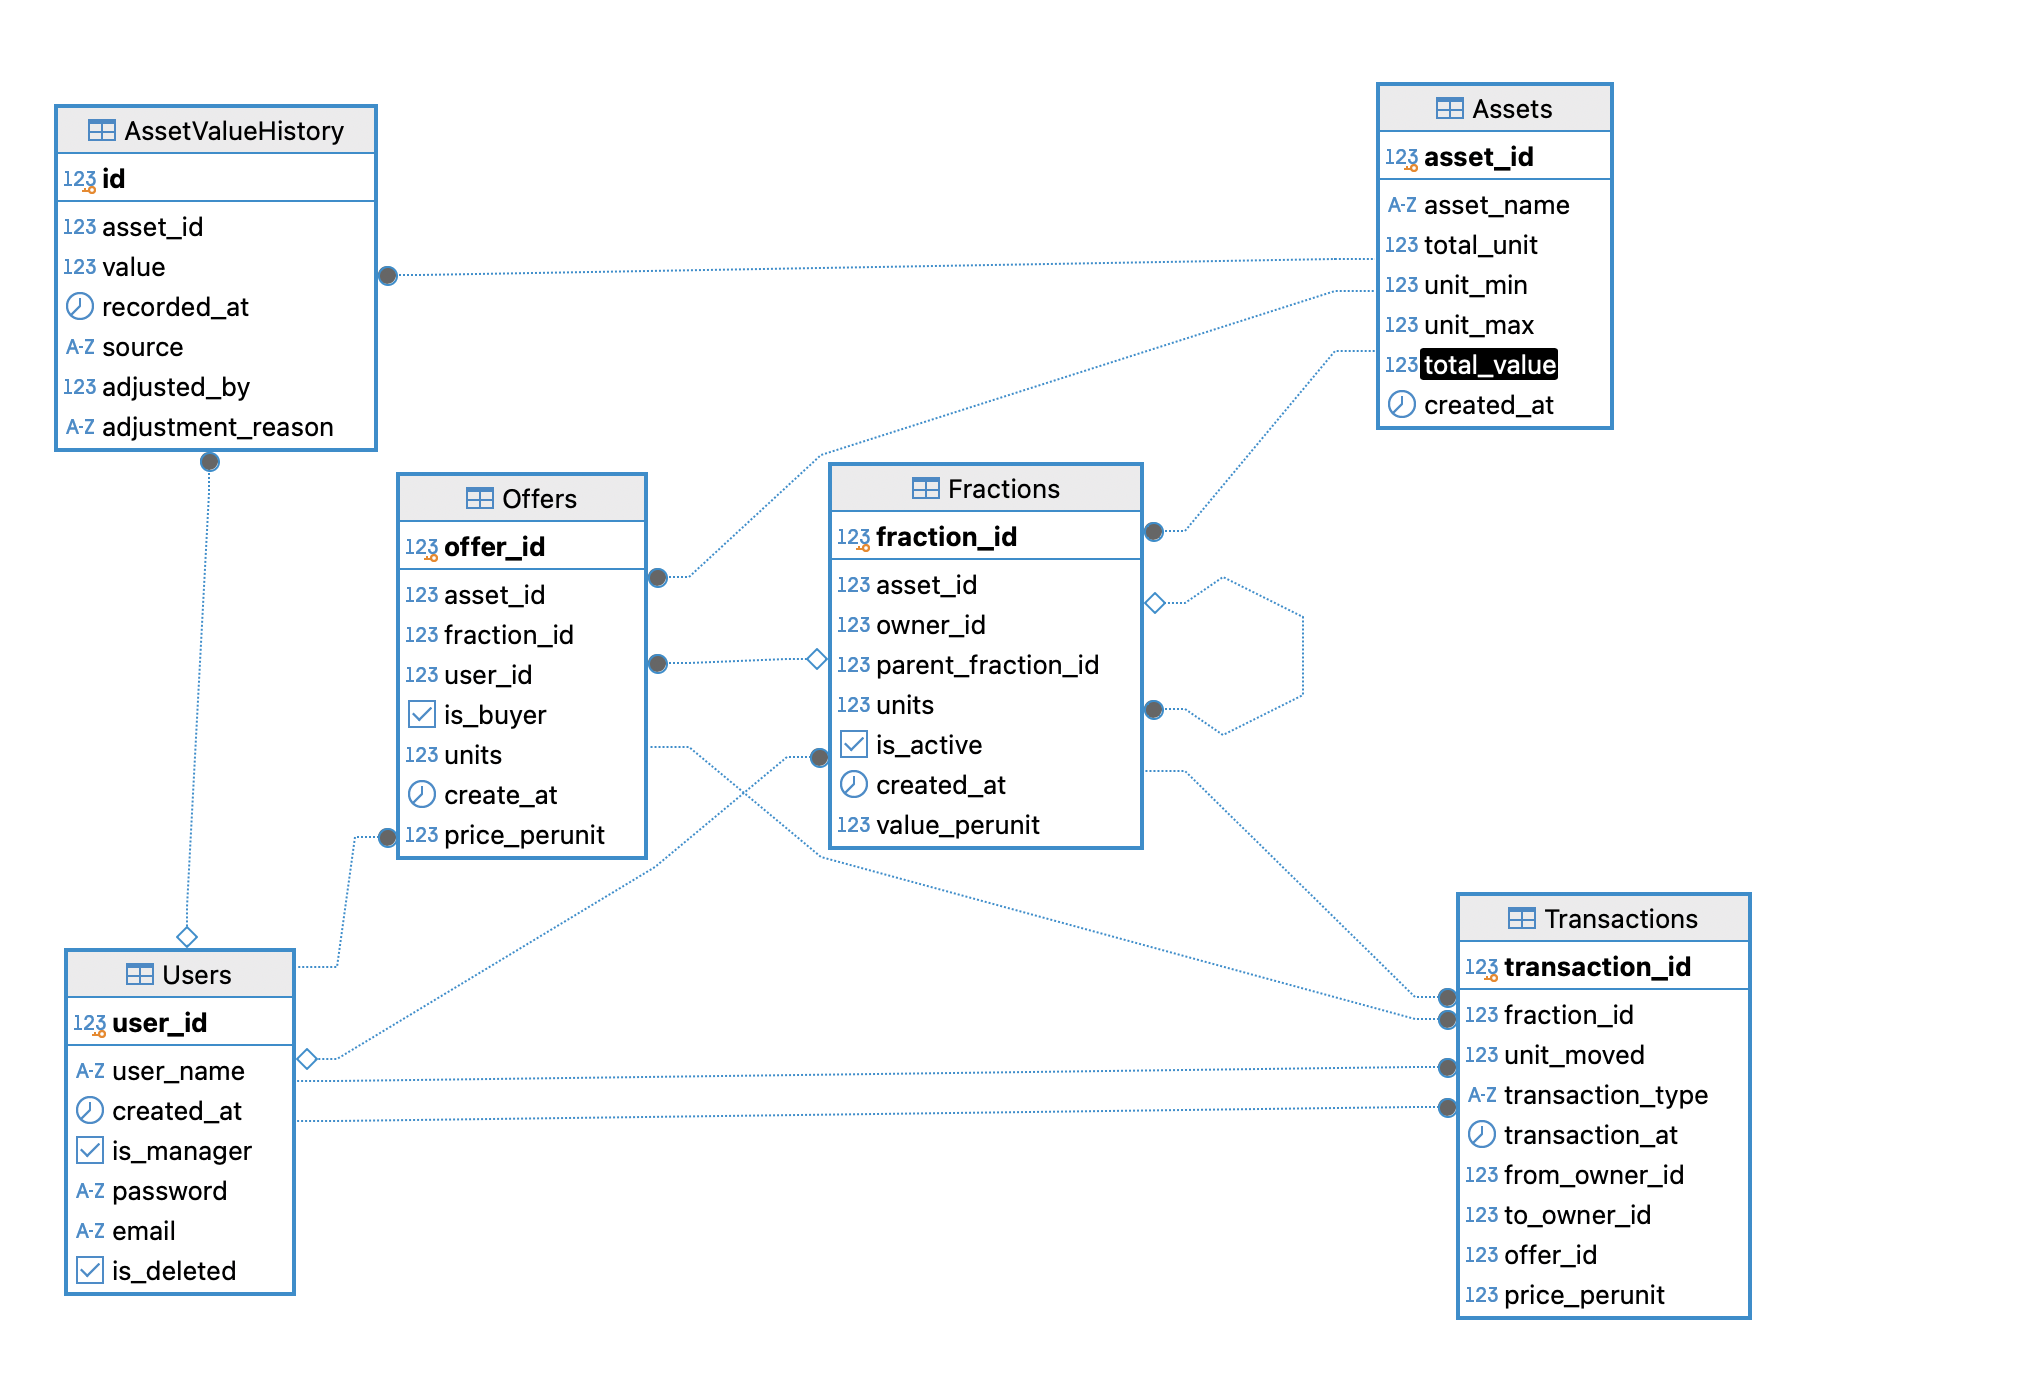 AssetValueHistory
123 id
123 asset_id
123 value
recorded_at
A-Z source
123 adjusted_by
A-Z adjustment_reason
Assets
123 asset_id
A-Z asset_name
123 total_unit
123 unit_min
123 unit_max
123 total_value
created_at
Offers
123 offer_id
123 asset_id
123 fraction_id
123 user_id
is_buyer
123 units
create_at
123 price_perunit
Fractions
123 fraction_id
123 asset_id
123 owner_id
123 parent_fraction_id
123 units
is_active
created_at
123 value_perunit
Users
123 user_id
A-Z user_name
created_at
is_manager
A-Z password
A-Z email
is_deleted
Transactions
123 transaction_id
123 fraction_id
123 unit_moved
A-Z transaction_type
transaction_at
123 from_owner_id
123 to_owner_id
123 offer_id
123 price_perunit